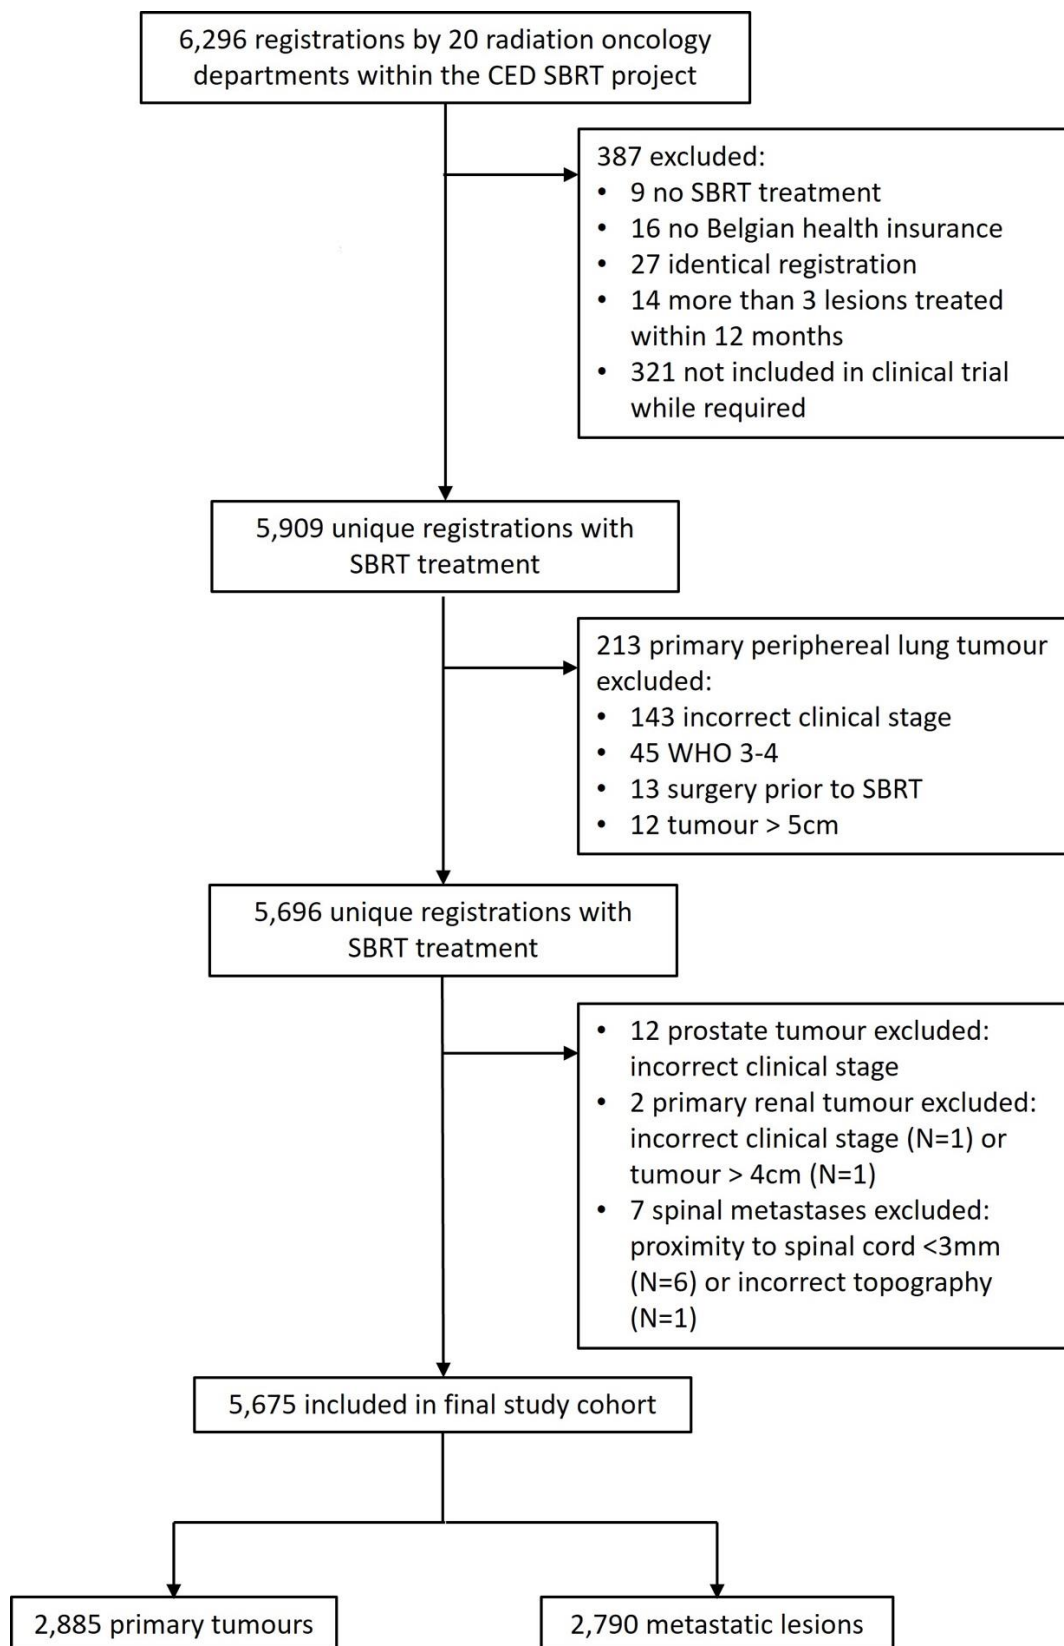 6,296 registrations by 20 radiation oncology
departments within the CED SBRT project
387 excluded:
• 9 no SBRT treatment
• 16 no Belgian health insurance
• 27 identical registration
• 14 more than 3 lesions treated
within 12 months
• 321 not included in clinical trial
while required
5,909 unique registrations with
SBRT treatment
213 primary periphereal lung tumour
excluded:
• 143 incorrect clinical stage
• 45 WHO 3-4
• 13 surgery prior to SBRT
• 12 tumour > 5cm
5,696 unique registrations with
SBRT treatment
• 12 prostate tumour excluded:
incorrect clinical stage
• 2 primary renal tumour excluded:
incorrect clinical stage (N=1) or
tumour > 4cm (N=1)
• 7 spinal metastases excluded:
proximity to spinal cord <3mm
(N=6) or incorrect topography
(N=1)
5,675 included in final study cohort
2,885 primary tumours
2,790 metastatic lesions